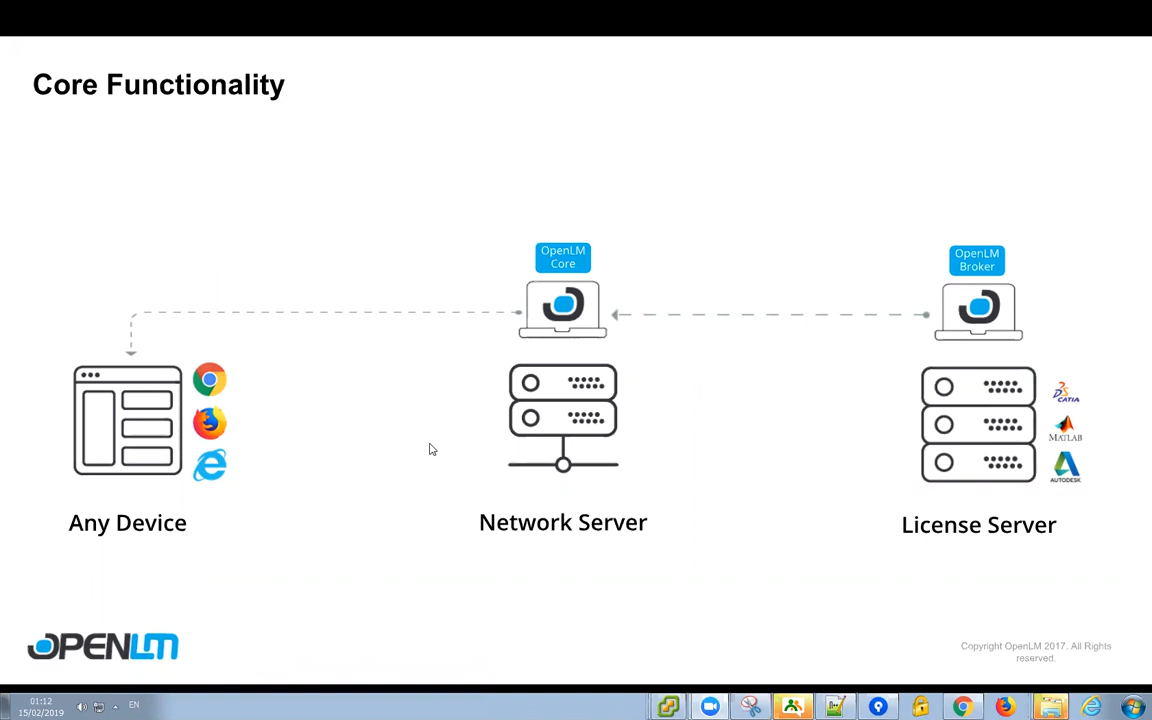 Core Functionality
OpenLM
Core
OpenLM
Broker
CATIA
MATLAB
AUTODESK
Any Device
Network Server
License Server
OPENLM
Copyright OpenLM 2017. All Rights
reserved.
01:12
15/02/2019
EN